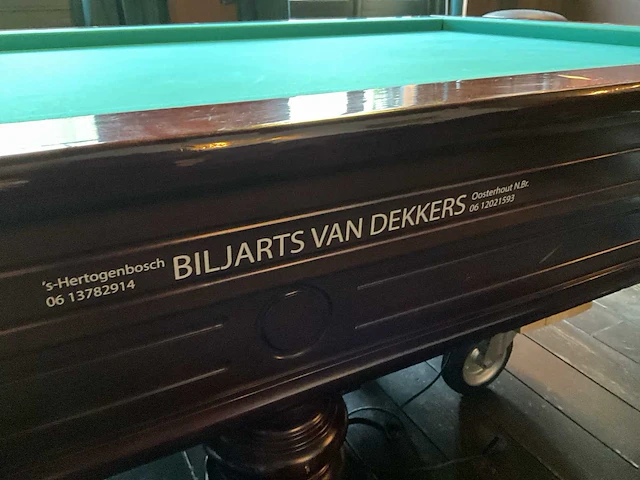 's-Hertogenbosch
06 13782914
BILJARTS VAN DEKKERS
Oosterhout N.Br.
06 12021593